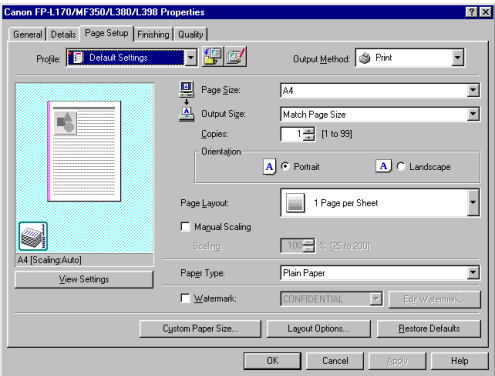 Canon FP-L170/MF350/L380/L398 Properties
General Details Page Setup Finishing Quality
Profile: Default Settings Output Method: Print
Page Size: A4
Output Size: Match Page Size
Copies: 1 [1 to 99]
Orientation
A Portrait A Landscape
Page Layout: 1 Page per Sheet
Manual Scaling
Scaling: 100 % [25 to 200]
A4 [Scaling:Auto]
View Settings
Paper Type: Plain Paper
Watermark: CONFIDENTIAL Edit Watermark...
Custom Paper Size... Layout Options... Restore Defaults
OK Cancel Apply Help